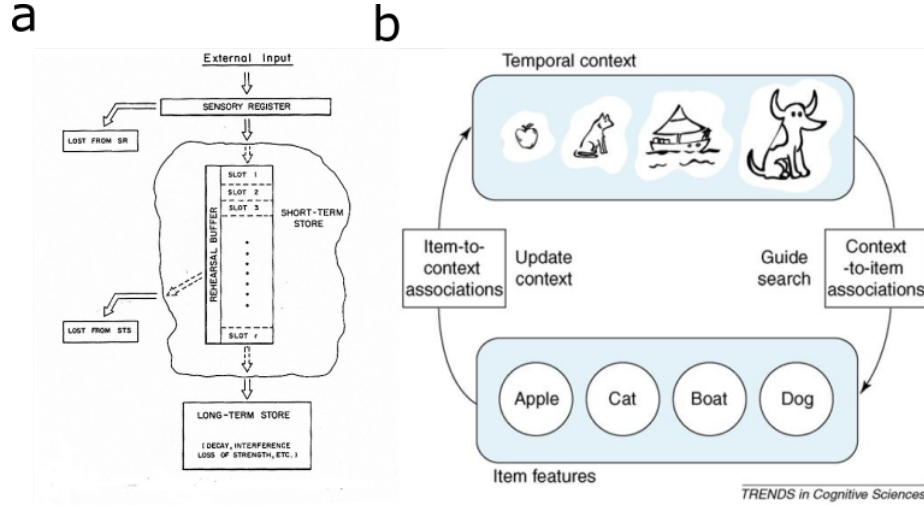 a
External Input
SENSORY REGISTER
LOST FROM SR
SLOT 1
SLOT 2
SLOT 3
REHEARSAL BUFFER
SHORT-TERM
STORE
LOST FROM STS
SLOT r
LONG-TERM STORE
(DECAY, INTERFERENCE
LOSS OF STRENGTH, ETC.)
b
Temporal context
Item-to-
context
associations
Update
context
Guide
search
Context
-to-item
associations
Apple
Cat
Boat
Dog
Item features
TRENDS in Cognitive Sciences